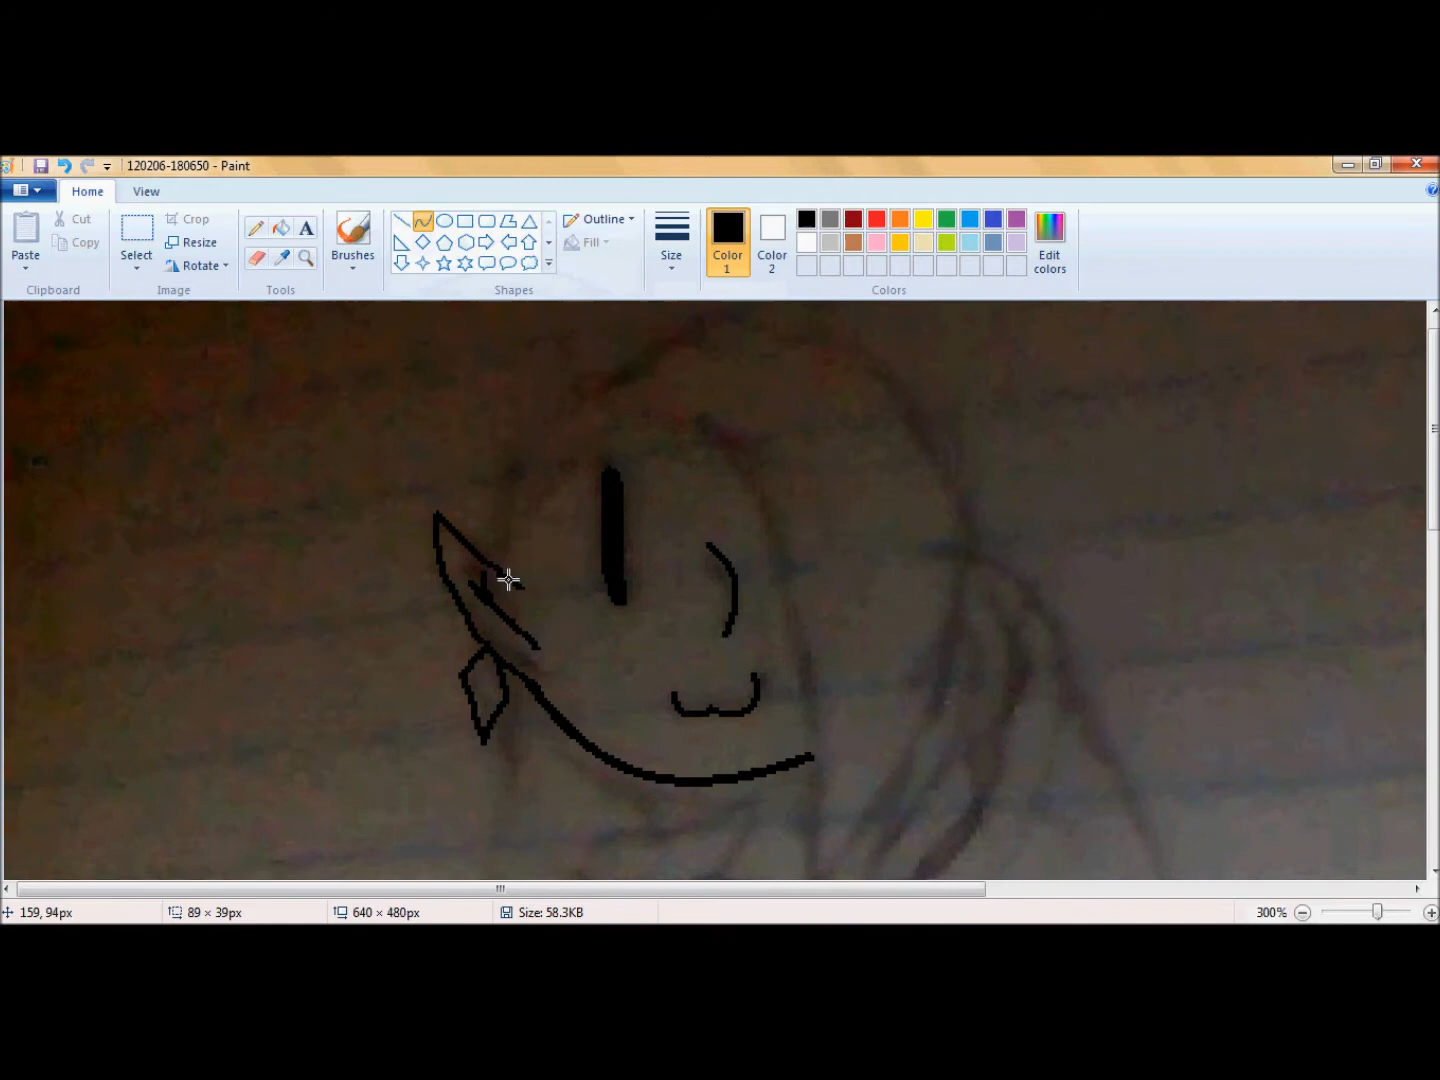 120206-180650 - Paint
Home View
Cut Crop Outline
Copy Resize Fill
Paste Select Rotate Brushes Size Color 1 Color 2 Edit colors
Clipboard Image Tools Shapes Colors
159, 94px 89 × 39px 640 × 480px Size: 58.3KB 300%